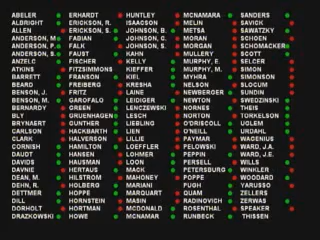 ABELER ERHARDT HUNTLEY MCNAMARA SANDERS
ALBRIGHT ERICKSON, R. ISAACSON MELIN SAVICK
ALLEN ERICKSON, S. JOHNSON, B. METSA SAWATZKY
ANDERSON, M FABIAN JOHNSON, C. MORAN SCHOEN
ANDERSON, P. FALK JOHNSON, S. MORGAN SCHOMACKER
ANDERSON, S. FAUST KAHN MULLERY SCOTT
ANZELC FISCHER KELLY MURPHY, E. SELCER
ATKINS FITZSIMMONS KIEFFER MURPHY, M. SIMON
BARRETT FRANSON KIEL MYHRA SIMONSON
BEARD FREIBERG KRESHA NELSON SLOCUM
BENSON, J. FRITZ LAINE NEWBERGER SUNDIN
BENSON, M. GAROFALO LEIDIGER NEWTON SWEDZINSKI
BERNARDY GREEN LENCZEWSKI NORNES THEIS
BLY GRUENHAGEN LESCH NORTON TORKELSON
BRYNAERT GUNTHER LIEBLING O'DRISCOLL UGLEM
CARLSON HACKBARTH LIEN O'NEILL URDAHL
CLARK HALVERSON LILLIE PAYMAR WAGENIUS
CORNISH HAMILTON LOEFFLER PELOWSKI WARD, J.A.
DAUDT HANSEN LOHMER PEPPIN WARD, J.E.
DAVIDS HAUSMAN LOON PERSELL WILLS
DAVNIE HERTAUS MACK PETERSBURG WINKLER
DEAN, M. HILSTROM MAHONEY POPPE WOODARD
DEHN, R. HOLBERG MARIANI PUGH YARUSSO
DETTMER HOPPE MARQUART QUAM ZELLERS
DILL HORNSTEIN MASIN RADINOVICH ZERWAS
DORHOLT HORTMAN MCDONALD ROSENTHAL SPEAKER
DRAZKOWSKI HOWE MCNAMAR RUNBECK THISSEN